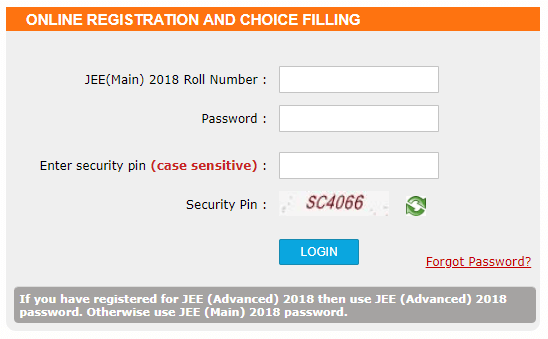 ONLINE REGISTRATION AND CHOICE FILLING
JEE(Main) 2018 Roll Number :
Password :
Enter security pin (case sensitive) :
Security Pin : SC4066
LOGIN
Forgot Password?
If you have registered for JEE (Advanced) 2018 then use JEE (Advanced) 2018
password. Otherwise use JEE (Main) 2018 password.